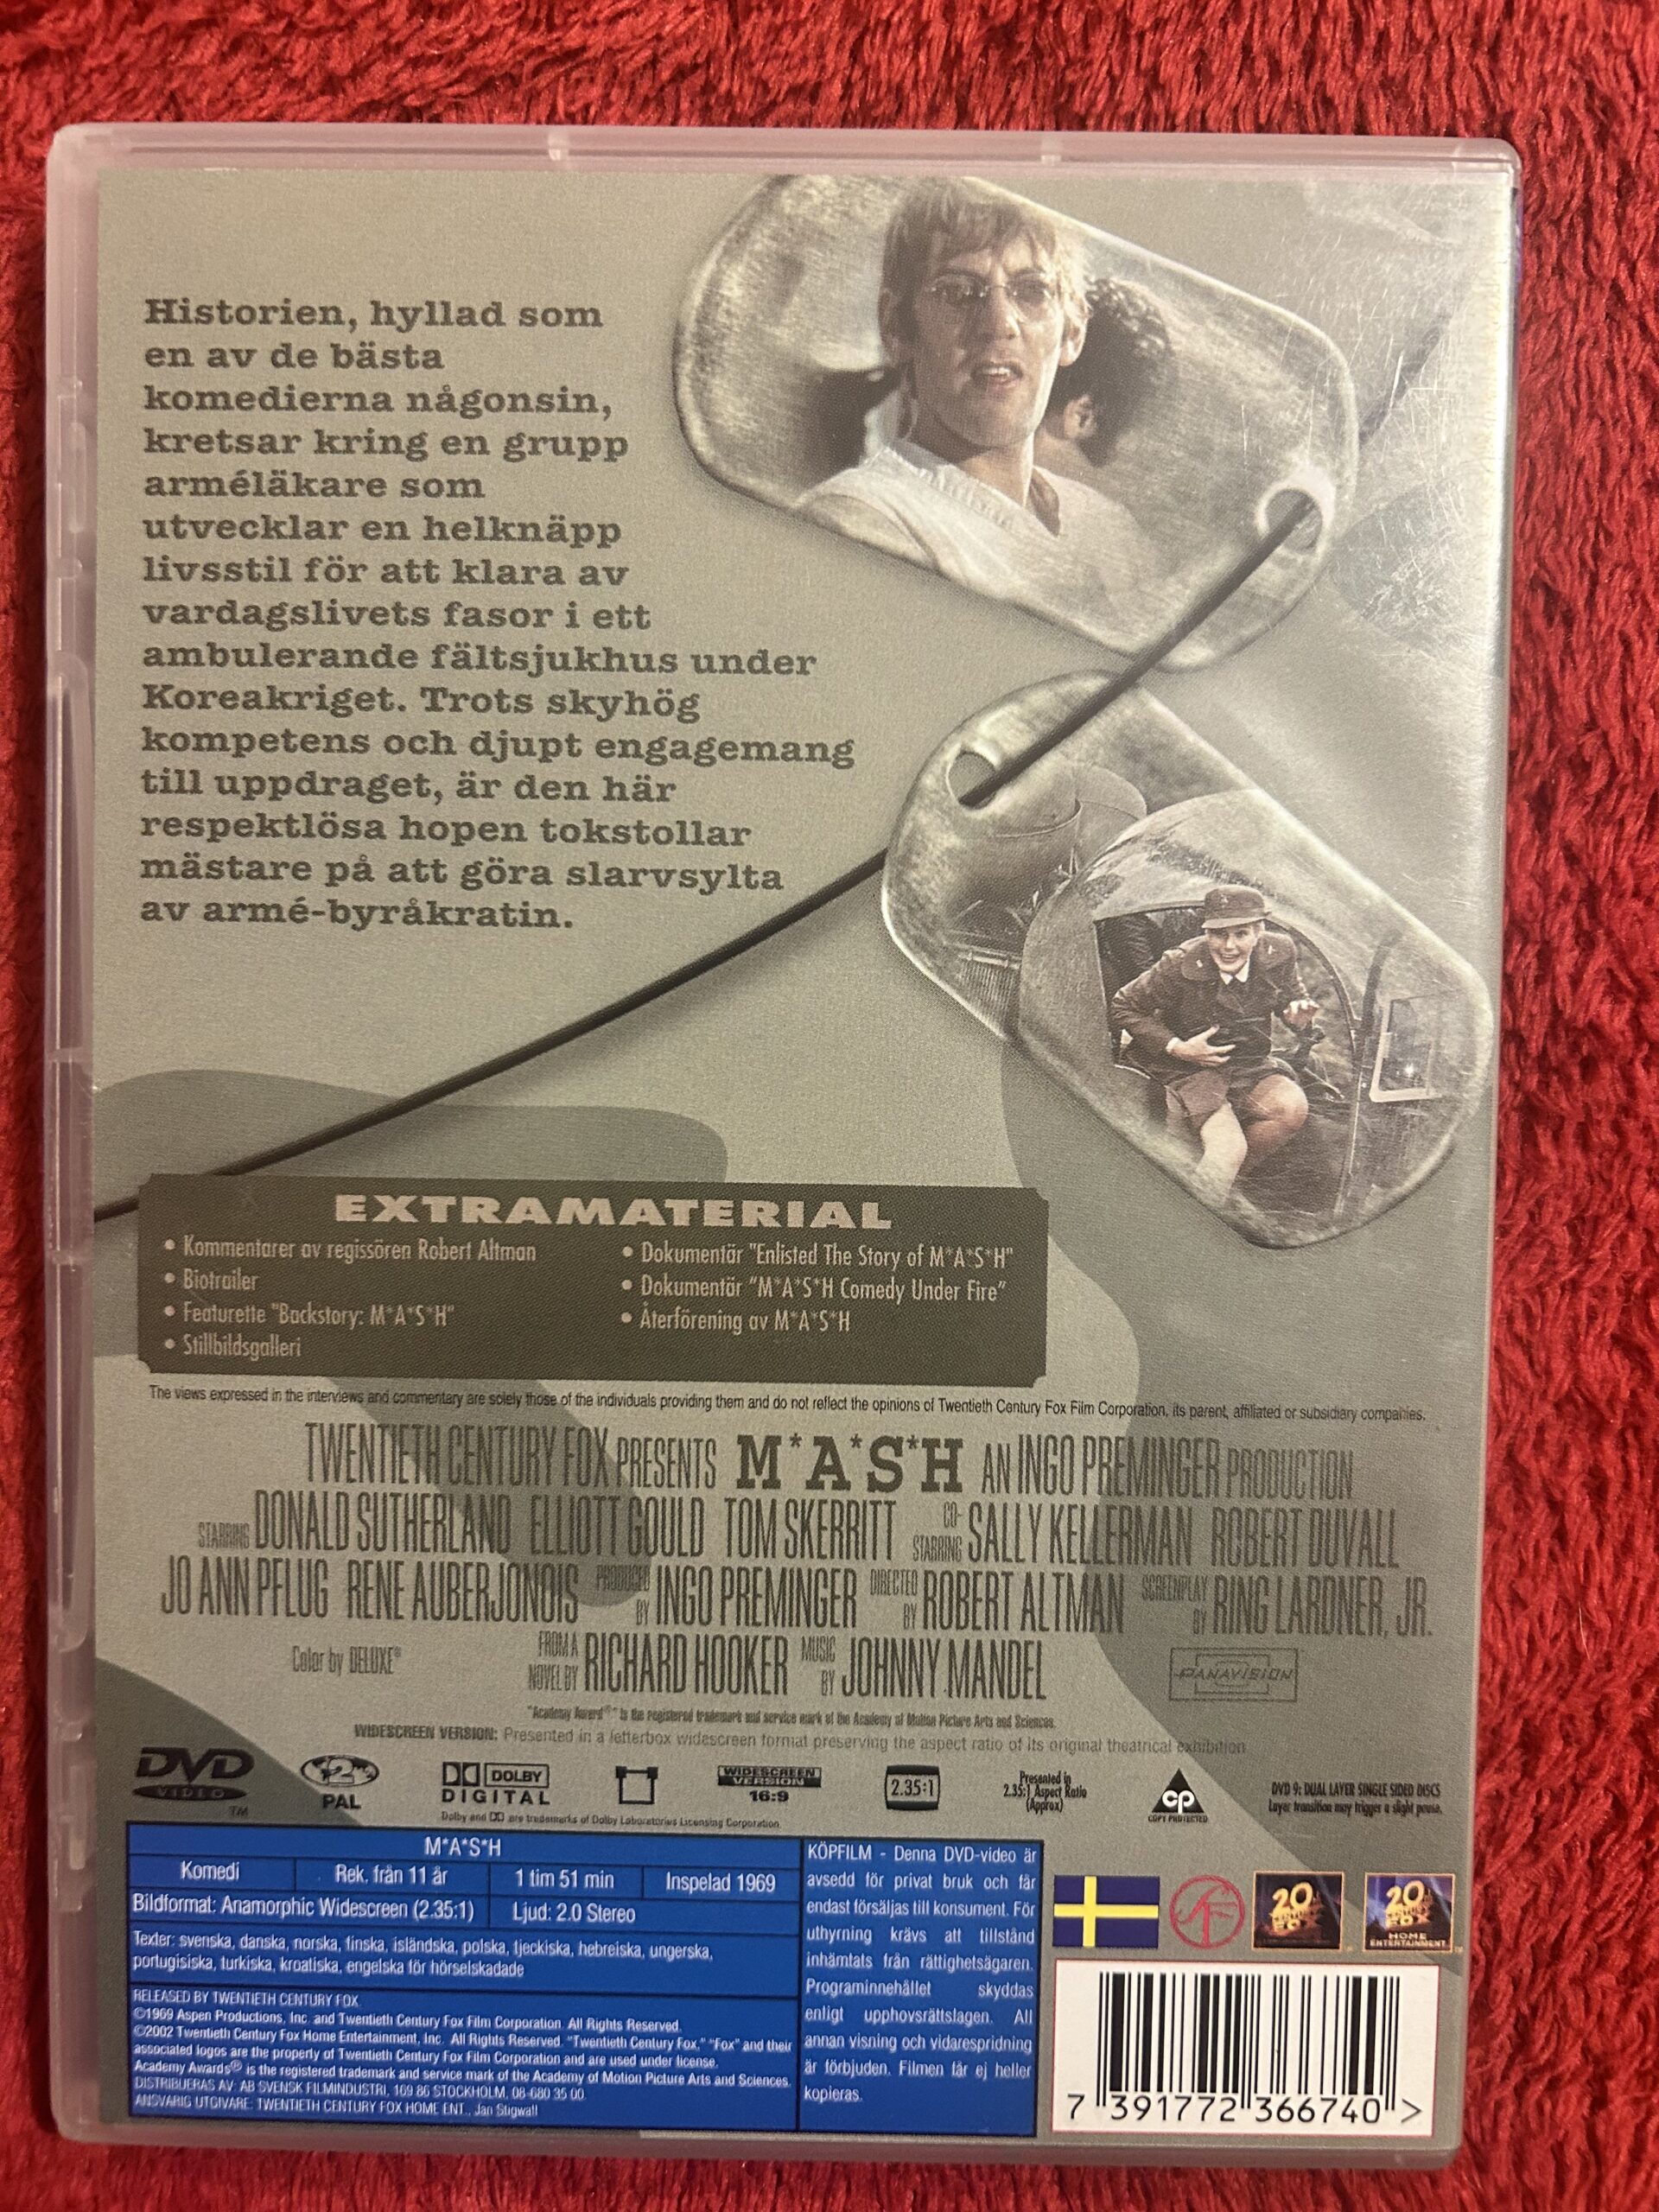 Historien, hyllad som
en av de bästa
komedierna någonsin,
kretsar kring en grupp
arméläkare som
utvecklar en helknäpp
livsstil för att klara av
vardagslivets fasor i ett
ambulerande fältsjukhus under
Koreakriget. Trots skyhög
kompetens och djupt engagemang
till uppdraget, är den här
respektlösa hopen tokstollar
mästare på att göra slarvsylta
av armé-byråkratin.
EXTRAMATERIAL
• Kommentarer av regissören Robert Altman
• Biotrailer
• Featurette "Backstory: M*A*S*H"
• Stillbildsgalleri
• Dokumentär "Enlisted The Story of M*A*S*H"
• Dokumentär "M*A*S*H Comedy Under Fire"
• Återförening av M*A*S*H
The views expressed in the interviews and commentary are solely those of the individuals providing them and do not reflect the opinions of Twentieth Century Fox Film Corporation, its parent, affiliated or subsidiary companies.
TWENTIETH CENTURY FOX PRESENTS M*A*S*H AN INGO PREMINGER PRODUCTION
STARRING DONALD SUTHERLAND ELLIOTT GOULD TOM SKERRITT CO-STARRING SALLY KELLERMAN ROBERT DUVALL
JO ANN PFLUG RENE AUBERJONOIS PRODUCED BY INGO PREMINGER DIRECTED BY ROBERT ALTMAN SCREENPLAY BY RING LARDNER, JR.
Color by DELUXE® FROM A NOVEL BY RICHARD HOOKER MUSIC BY JOHNNY MANDEL PANAVISION
"Academy Award®" is the registered trademark and service mark of the Academy of Motion Picture Arts and Sciences.
WIDESCREEN VERSION: Presented in a letterbox widescreen format preserving the aspect ratio of its original theatrical exhibition
DVD VIDEO TM
2 PAL
DOLBY DIGITAL
WIDESCREEN VERSION 16:9
2.35:1
Presented in 2.35:1 Aspect Ratio (Approx)
cp COPY PROTECTED
DVD 9: DUAL LAYER SINGLE SIDED DISCS
Layer transition may trigger a slight pause.
Dolby and DD are trademarks of Dolby Laboratories Licensing Corporation.
M*A*S*H
Komedi Rek. från 11 år 1 tim 51 min Inspelad 1969
Bildformat: Anamorphic Widescreen (2.35:1) Ljud: 2.0 Stereo
Texter: svenska, danska, norska, finska, isländska, polska, tjeckiska, hebreiska, ungerska,
portugisiska, turkiska, kroatiska, engelska för hörselskadade
RELEASED BY TWENTIETH CENTURY FOX.
©1969 Aspen Productions, Inc. and Twentieth Century Fox Film Corporation. All Rights Reserved.
©2002 Twentieth Century Fox Home Entertainment, Inc. All Rights Reserved. "Twentieth Century Fox," "Fox" and their
associated logos are the property of Twentieth Century Fox Film Corporation and are used under license.
Academy Awards® is the registered trademark and service mark of the Academy of Motion Picture Arts and Sciences.
DISTRIBUERAS AV: AB SVENSK FILMINDUSTRI, 169 86 STOCKHOLM, 08-680 35 00.
ANSVARIG UTGIVARE: TWENTIETH CENTURY FOX HOME ENT., Jan Stigwall
KÖPFILM - Denna DVD-video är
avsedd för privat bruk och får
endast försäljas till konsument. För
uthyrning krävs att tillstånd
inhämtats från rättighetsägaren.
Programinnehållet skyddas
enligt upphovsrättslagen. All
annan visning och vidarespridning
är förbjuden. Filmen får ej heller
kopieras.
SF
20 CENTURY FOX
20 CENTURY FOX HOME ENTERTAINMENT
7 391772 366740 >